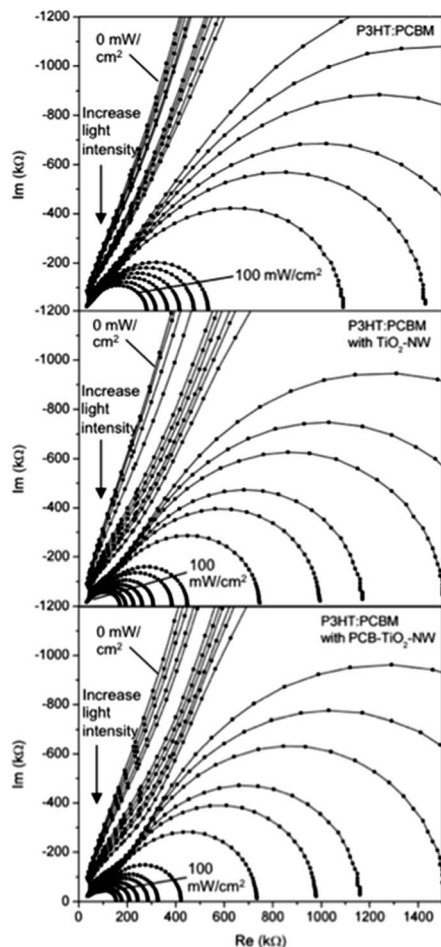 -1200
-1000
-800
-600
-400
-200
Im (kΩ)
0 mW/
cm²
Increase
light
intensity
P3HT:PCBM
100 mW/cm²
-1200
-1000
-800
-600
-400
-200
Im (kΩ)
0 mW/
cm²
Increase
light
intensity
P3HT:PCBM
with TiO₂-NW
100
mW/cm²
-1200
-1000
-800
-600
-400
-200
0
Im (kΩ)
0 mW/
cm²
Increase
light
intensity
P3HT:PCBM
with PCB-TiO₂-NW
100
mW/cm²
0 200 400 600 800 1000 1200 1400
Re (kΩ)